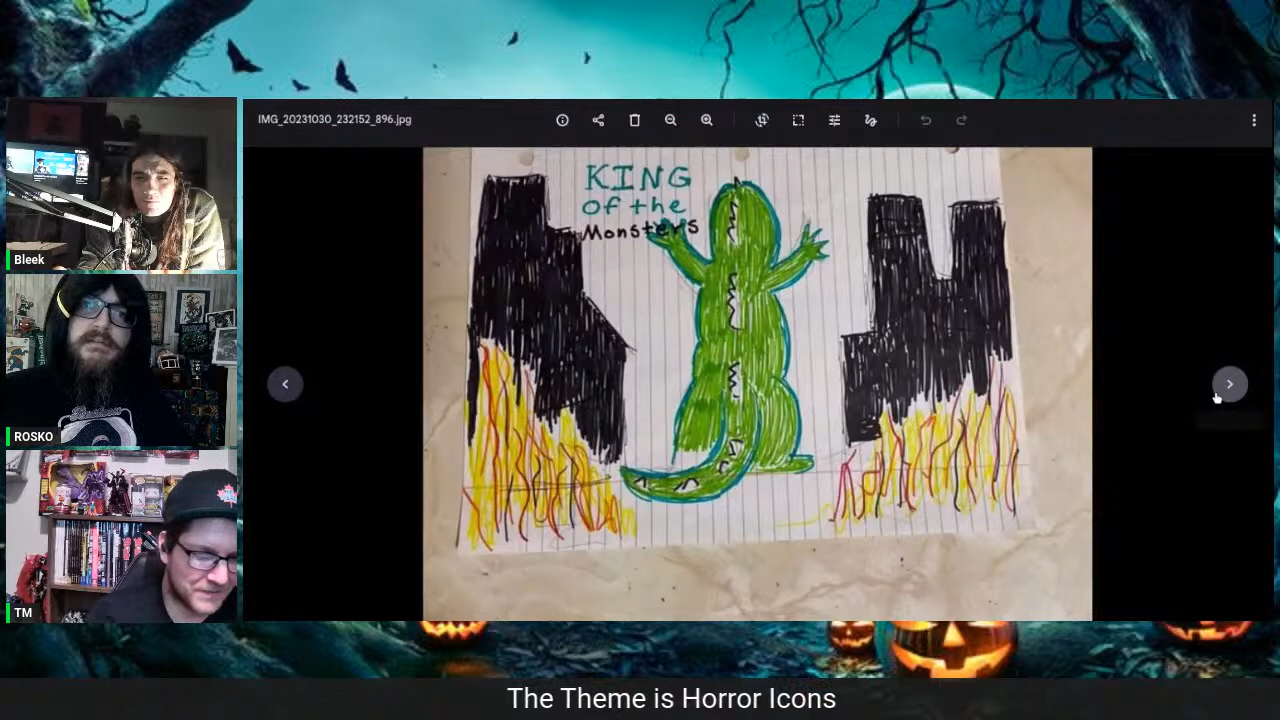 IMG_20231030_232152_896.jpg
KING
of the
Monsters
Bleek
ROSKO
TM
The Theme is Horror Icons